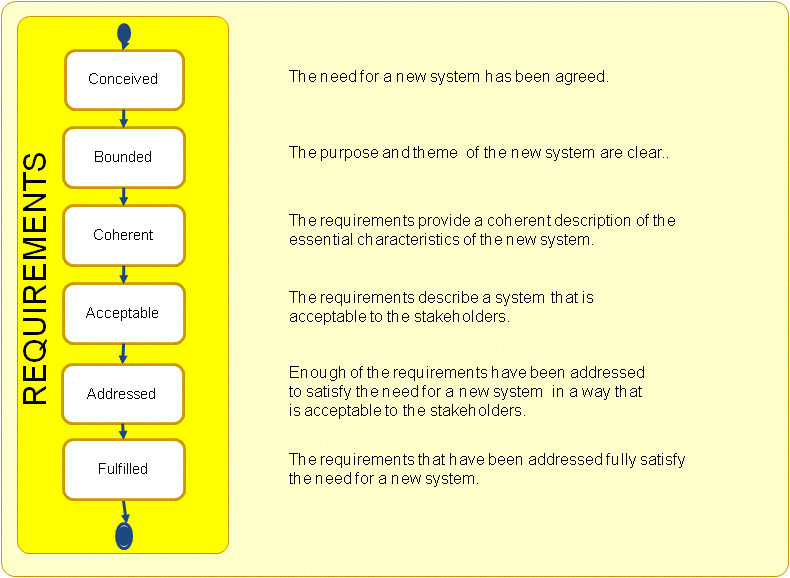 REQUIREMENTS
Conceived
The need for a new system has been agreed.
Bounded
The purpose and theme of the new system are clear..
Coherent
The requirements provide a coherent description of the
essential characteristics of the new system.
Acceptable
The requirements describe a system that is
acceptable to the stakeholders.
Addressed
Enough of the requirements have been addressed
to satisfy the need for a new system in a way that
is acceptable to the stakeholders.
Fulfilled
The requirements that have been addressed fully satisfy
the need for a new system.